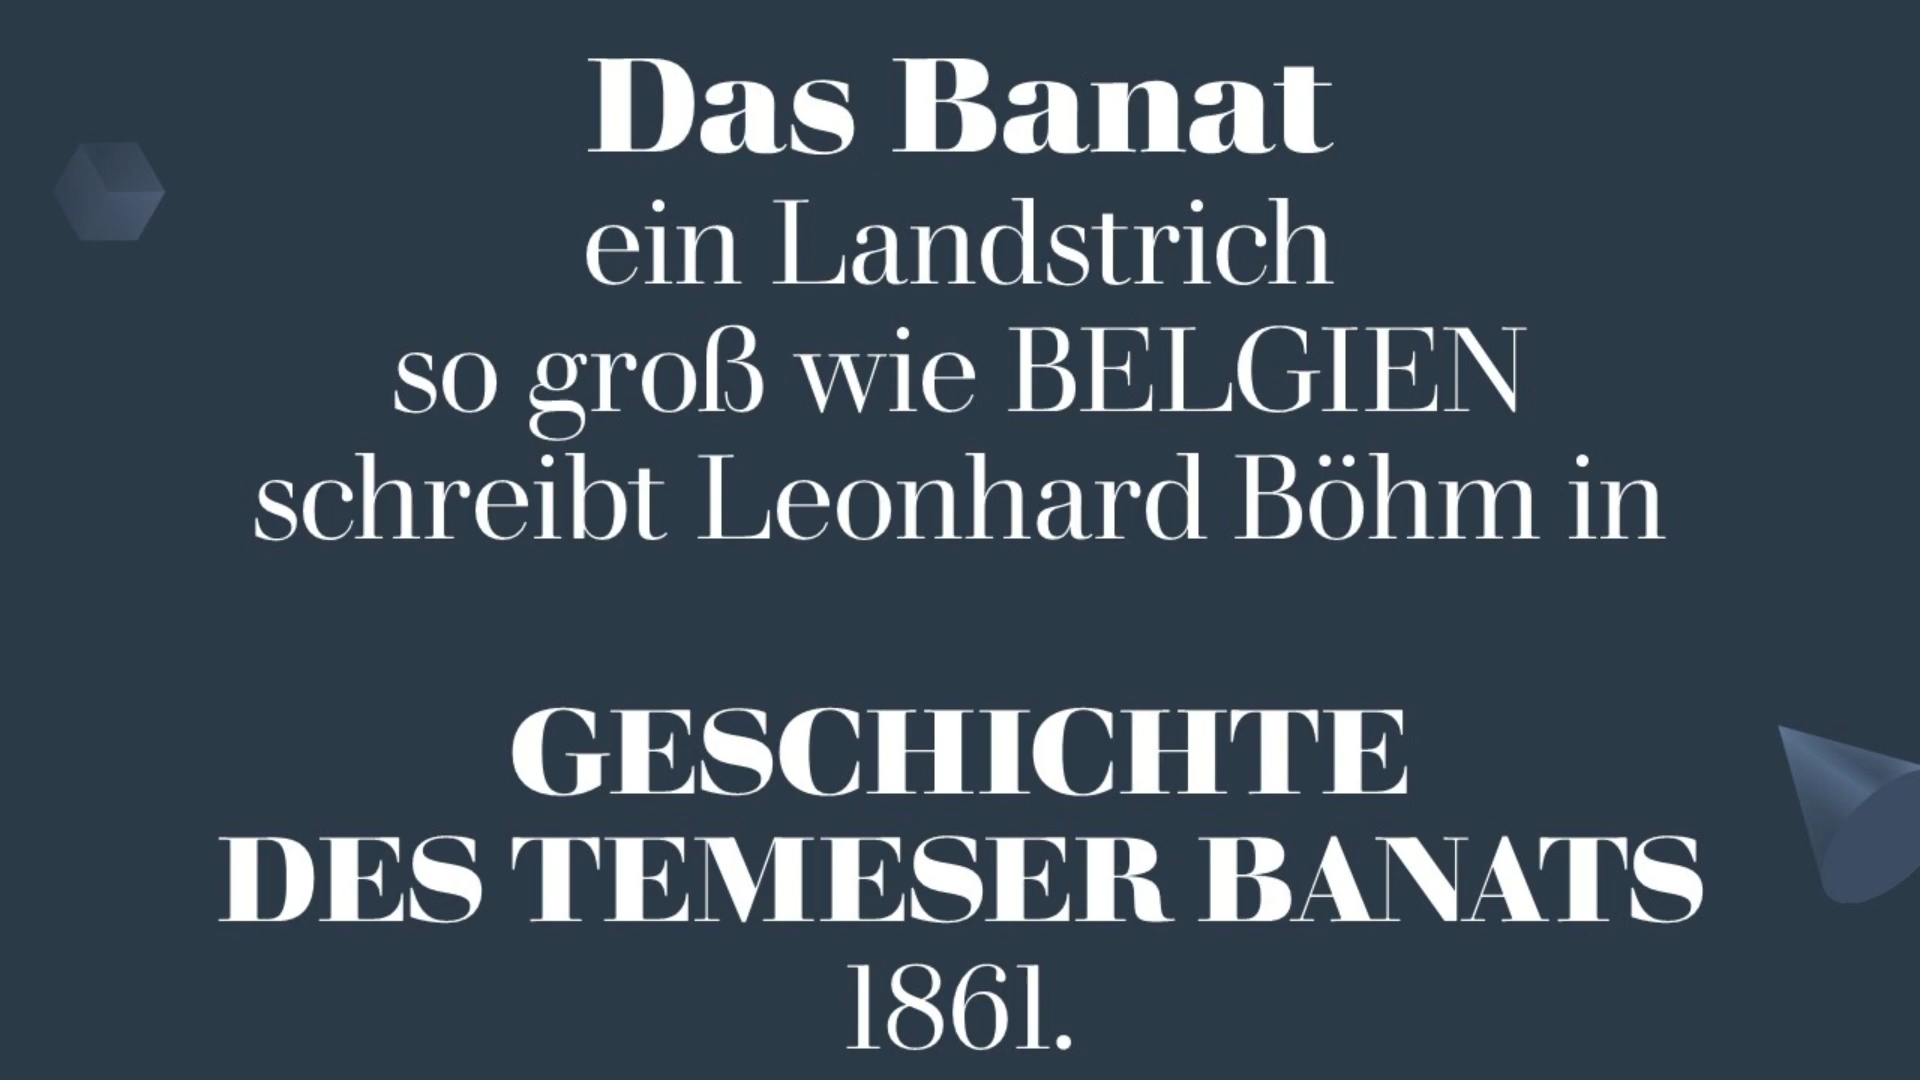 Das Banat
ein Landstrich
so groß wie BELGIEN
schreibt Leonhard Böhm in
GESCHICHTE
DES TEMESER BANATS
1861.